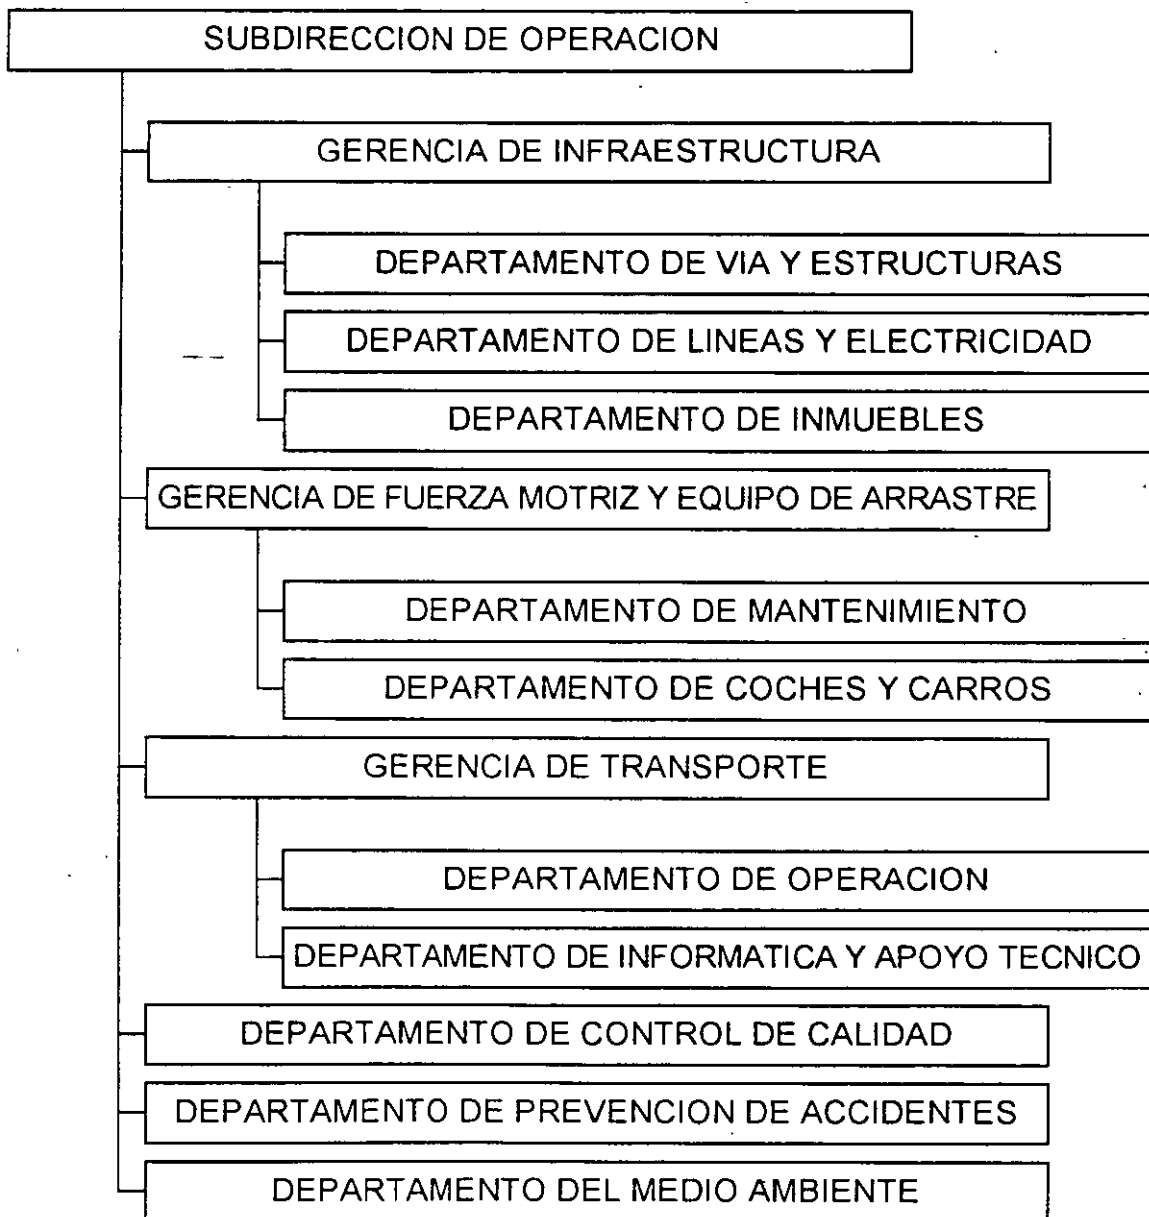 SUBDIRECCION DE OPERACION
GERENCIA DE INFRAESTRUCTURA
DEPARTAMENTO DE VIA Y ESTRUCTURAS
DEPARTAMENTO DE LINEAS Y ELECTRICIDAD
DEPARTAMENTO DE INMUEBLES
GERENCIA DE FUERZA MOTRIZ Y EQUIPO DE ARRASTRE
DEPARTAMENTO DE MANTENIMIENTO
DEPARTAMENTO DE COCHES Y CARROS
GERENCIA DE TRANSPORTE
DEPARTAMENTO DE OPERACION
DEPARTAMENTO DE INFORMATICA Y APOYO TECNICO
DEPARTAMENTO DE CONTROL DE CALIDAD
DEPARTAMENTO DE PREVENCION DE ACCIDENTES
DEPARTAMENTO DEL MEDIO AMBIENTE